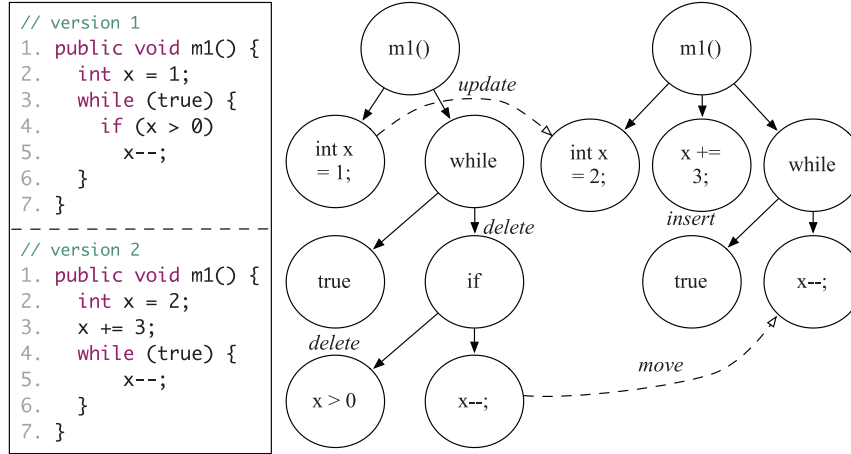 // version 1
1. public void m1() {
2.   int x = 1;
3.   while (true) {
4.     if (x > 0)
5.       x--;
6.   }
7. }
// version 2
1. public void m1() {
2.   int x = 2;
3.   x += 3;
4.   while (true) {
5.       x--;
6.   }
7. }
m1()
m1()
update
int x
= 1;
while
int x
= 2;
x +=
3;
while
insert
delete
true
if
true
x--;
delete
move
x > 0
x--;